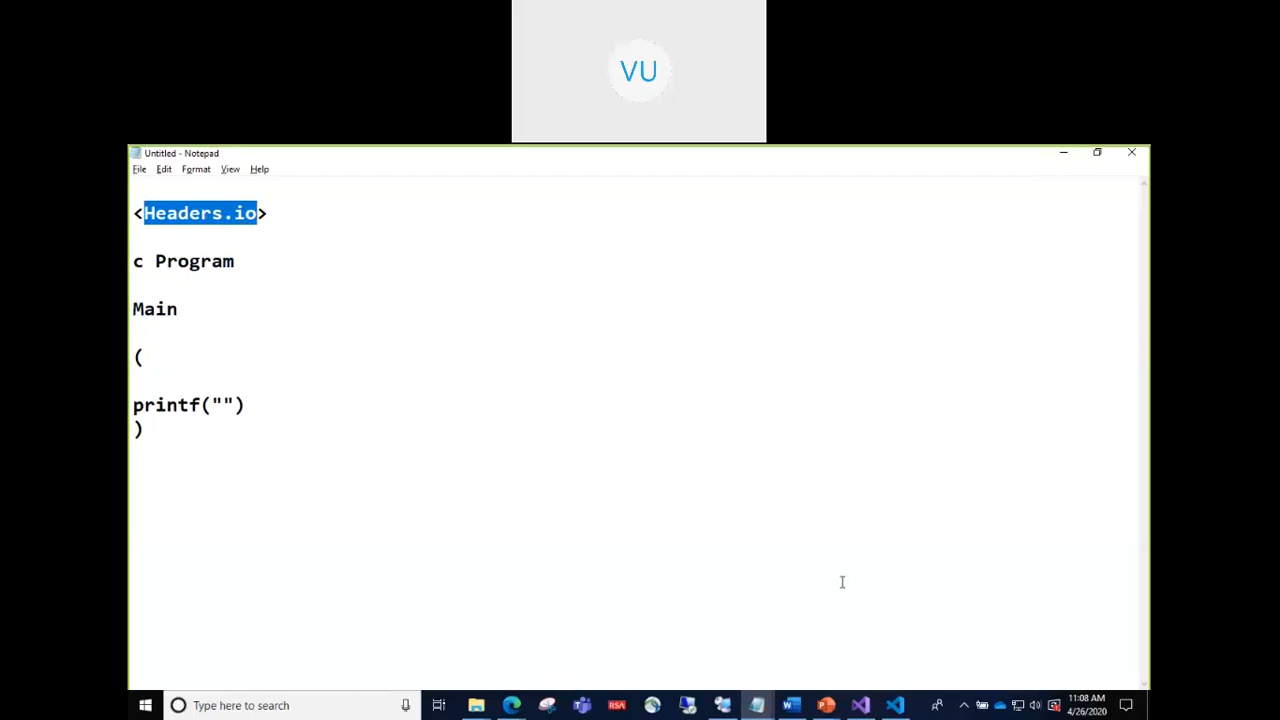 VU
Untitled - Notepad
File Edit Format View Help
<Headers.io>
c Program
Main
(
printf("")
)
Type here to search
RSA
11:08 AM
4/26/2020